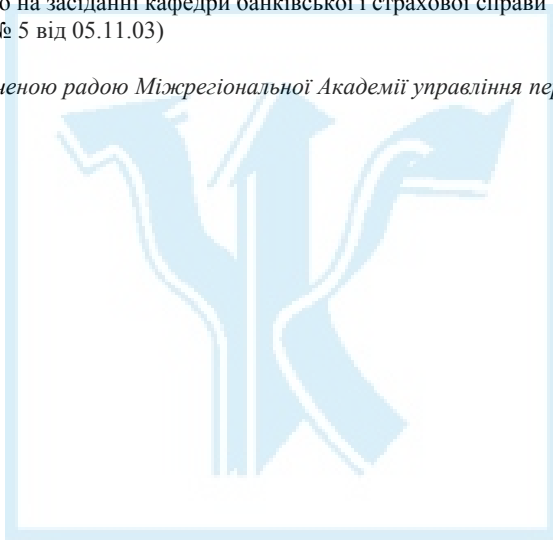 на засіданні кафедри банківської і страхової справи
№ 5 від 05.11.03)
ченою радою Міжрегіональної Академії управління пер